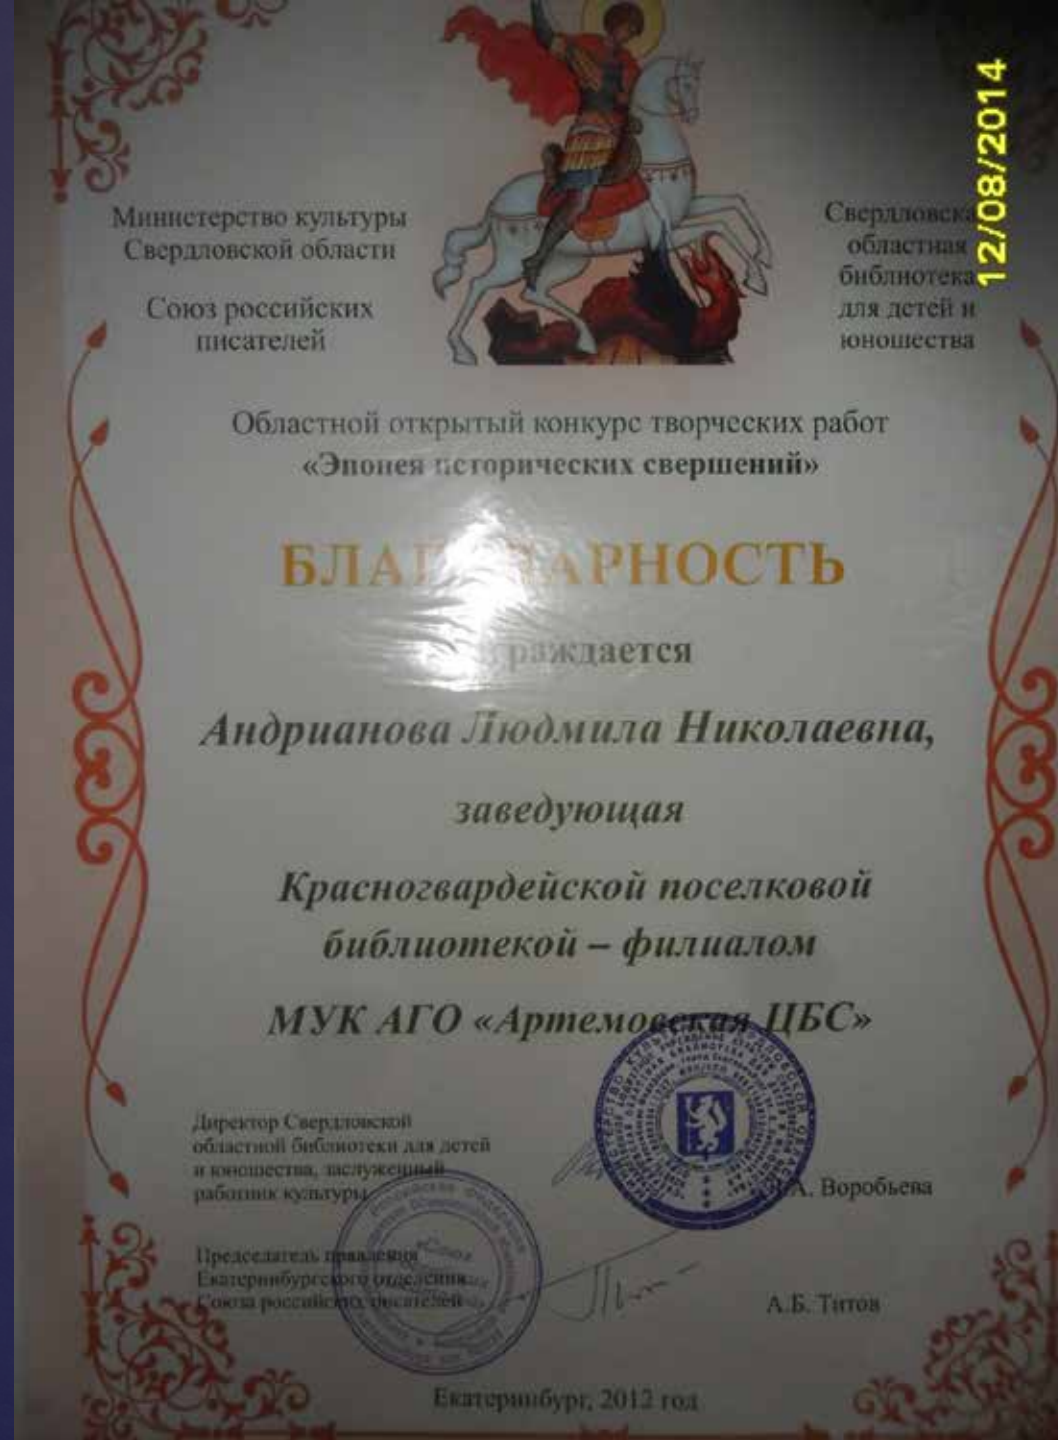 Министерство культуры
Свердловской области
Союз российских
писателей
Свердловска
областная
библиотека
для детей и
юношества
12/08/2014
Областной открытый конкурс творческих работ
«Эпопея исторических свершений»
БЛАГОДАРНОСТЬ
награждается
Андрианова Людмила Николаевна,
заведующая
Красногвардейской поселковой
библиотекой – филиалом
МУК АГО «Артемовская ЦБС»
Директор Свердловской
областной библиотеки для детей
и юношества, заслуженный
работник культуры
А. Воробьева
Председатель правления
Екатеринбургского отделения
Союза российских писателей
А.Б. Титов
Екатеринбург, 2012 год